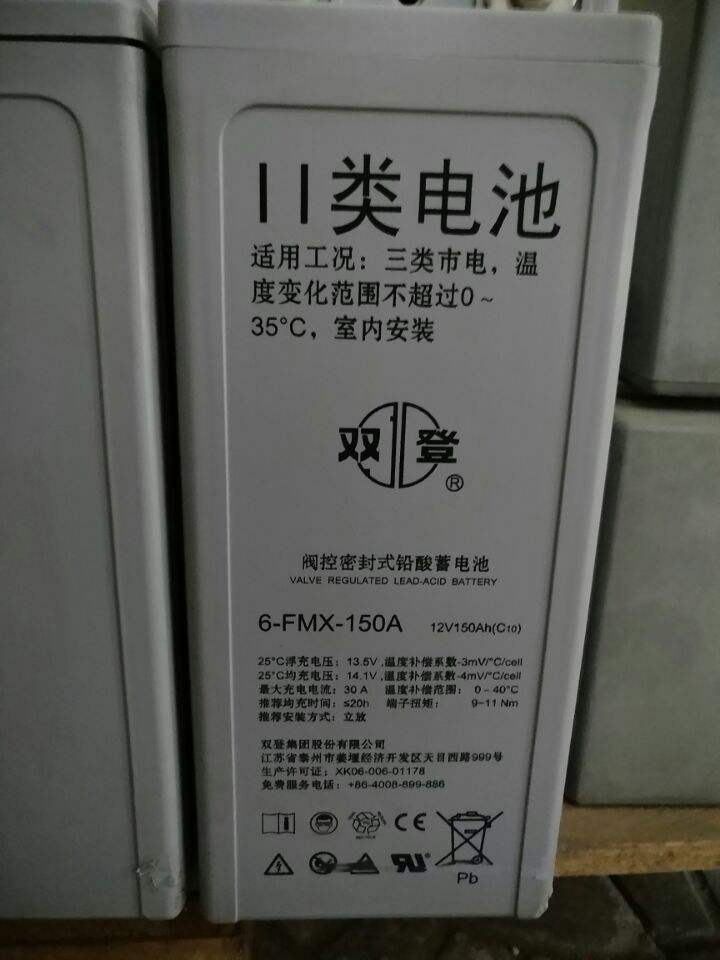 II类电池
适用工况：三类市电，温
度变化范围不超过0～
35°C，室内安装
双登
®
阀控密封式铅酸蓄电池
VALVE REGULATED LEAD-ACID BATTERY
6-FMX-150A 12V150Ah(C10)
25°C浮充电压：13.5V,温度补偿系数-3mV/°C/cell
25°C均充电压：14.1V,温度补偿系数-4mV/°C/cell
最大充电电流：30 A 温度补偿范围：0－40°C
推荐均充时间：≤20h 端子扭矩：9-11 Nm
推荐安装方式：立放
双登集团股份有限公司
江苏省泰州市姜堰经济开发区天目西路999号
生产许可证：XK06-006-01178
免费服务电话：+86-4008-899-886
CE
Pb